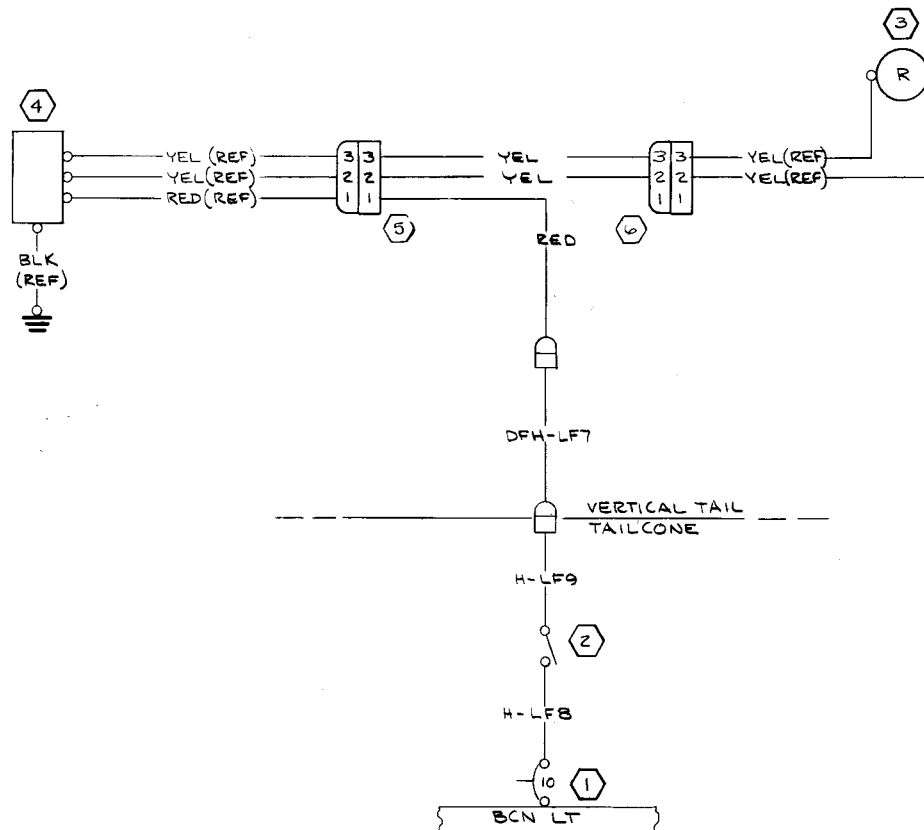 3
R
4
YEL (REF) 3 3 YEL 3 3 YEL(REF)
YEL(REF) 2 2 YEL 2 2 YEL(REF)
RED(REF) 1 1 1 1
5
6
RED
BLK
(REF)
DFH-LF7
VERTICAL TAIL
TAILCONE
H-LF9
2
H-LF8
10
1
BCN LT